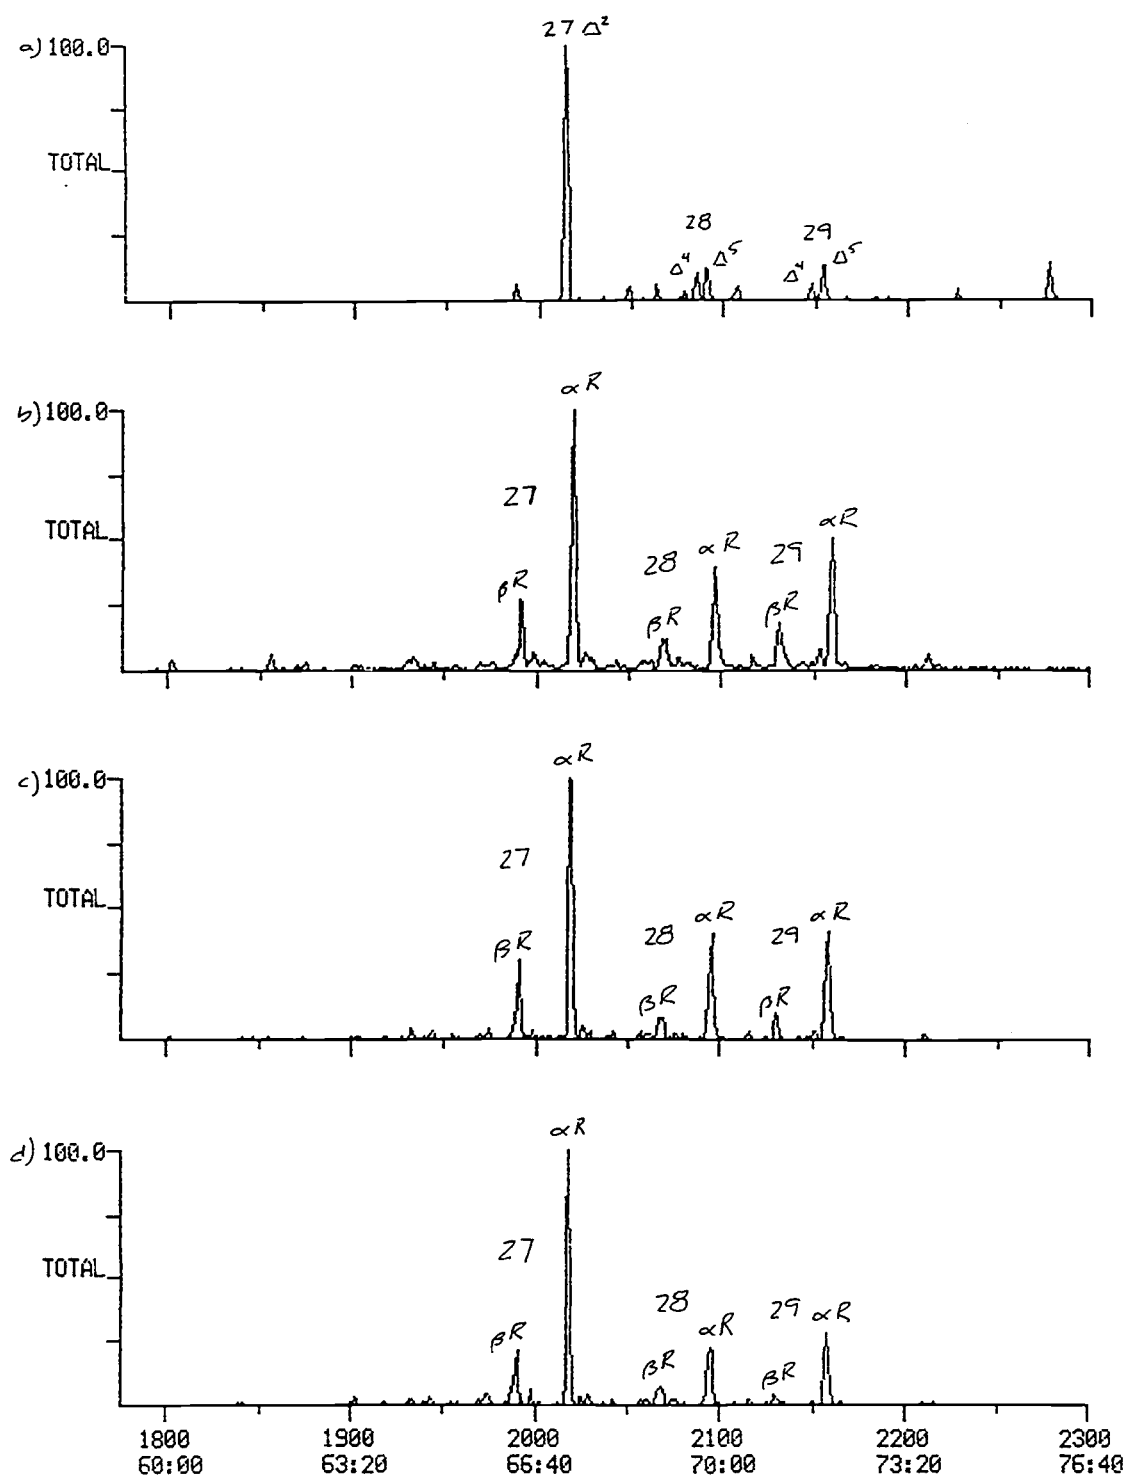 27 Δ²
a) 100.0
TOTAL
28
29
Δ⁴ Δ⁵
Δ⁴ Δ⁵
αR
b) 100.0
27
TOTAL
αR
28 αR 29
βR
βR
βR
αR
c) 100.0
27
TOTAL
αR αR
28 29
βR
βR
βR
αR
d) 100.0
27
TOTAL
28 29 αR
αR
βR
βR
βR
1800 1900 2000 2100 2200 2300
60:00 63:20 66:40 70:00 73:20 76:40